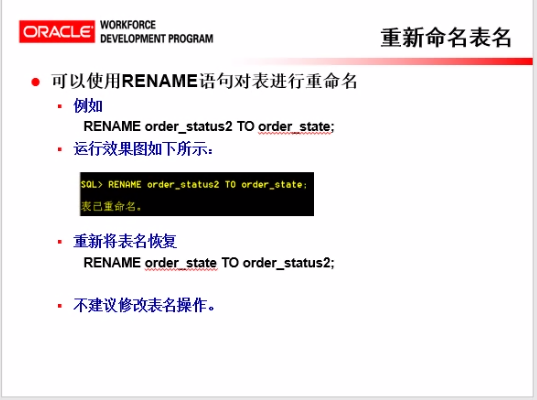 ORACLE WORKFORCE
DEVELOPMENT PROGRAM
重新命名表名
可以使用RENAME语句对表进行重命名
例如
RENAME order_status2 TO order_state;
运行效果图如下所示：
SQL> RENAME order_status2 TO order_state;
表已重命名。
重新将表名恢复
RENAME order_state TO order_status2;
不建议修改表名操作。